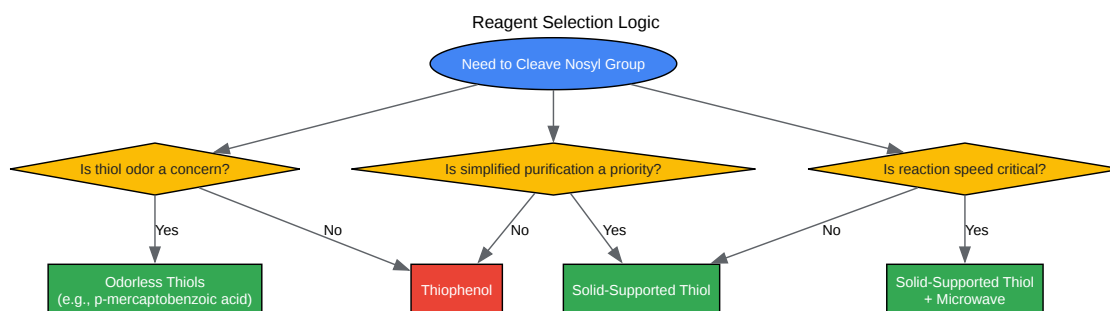 Reagent Selection Logic
Need to Cleave Nosyl Group
Is thiol odor a concern?
Is simplified purification a priority?
Is reaction speed critical?
Yes
No
No
Yes
No
Yes
Odorless Thiols
(e.g., p-mercaptobenzoic acid)
Thiophenol
Solid-Supported Thiol
Solid-Supported Thiol
+ Microwave